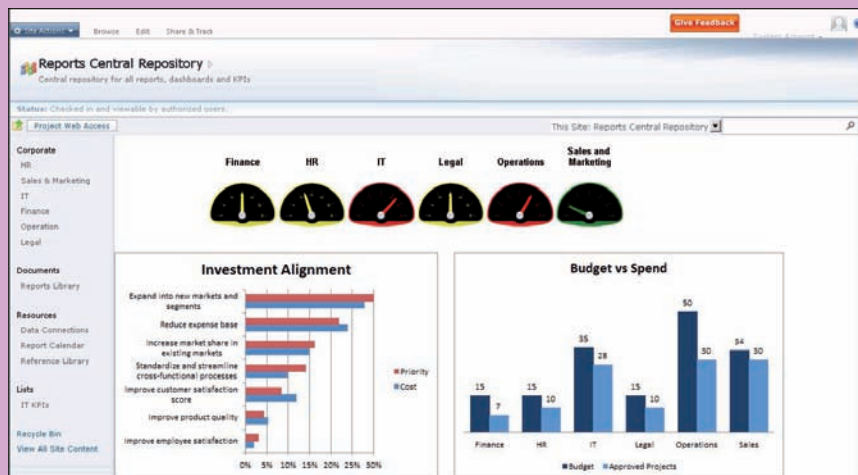 Site Actions Browse Edit Share & Track
Give Feedback
Reports Central Repository
Central repository for all reports, dashboards and KPIs
Status: Checked in and viewable by authorized users.
Project Web Access
This Site: Reports Central Repository
Corporate
HR
Sales & Marketing
IT
Finance
Operation
Legal
Documents
Reports Library
Resources
Data Connections
Report Calendar
Reference Library
Lists
IT KPIs
Recycle Bin
View All Site Content
Finance HR IT Legal Operations Sales and
Marketing
Investment Alignment
Expand into new markets and
segments
Reduce expense base
Increase market share in
existing markets
Standardize and streamline
cross-functional processes
Improve customer satisfaction
score
Improve product quality
Improve employee satisfaction
0% 5% 10% 15% 20% 25% 30%
Priority
Cost
Budget vs Spend
15 7 15 10 35 28 15 10 50 30 34 30
Finance HR IT Legal Operations Sales
Budget Approved Projects